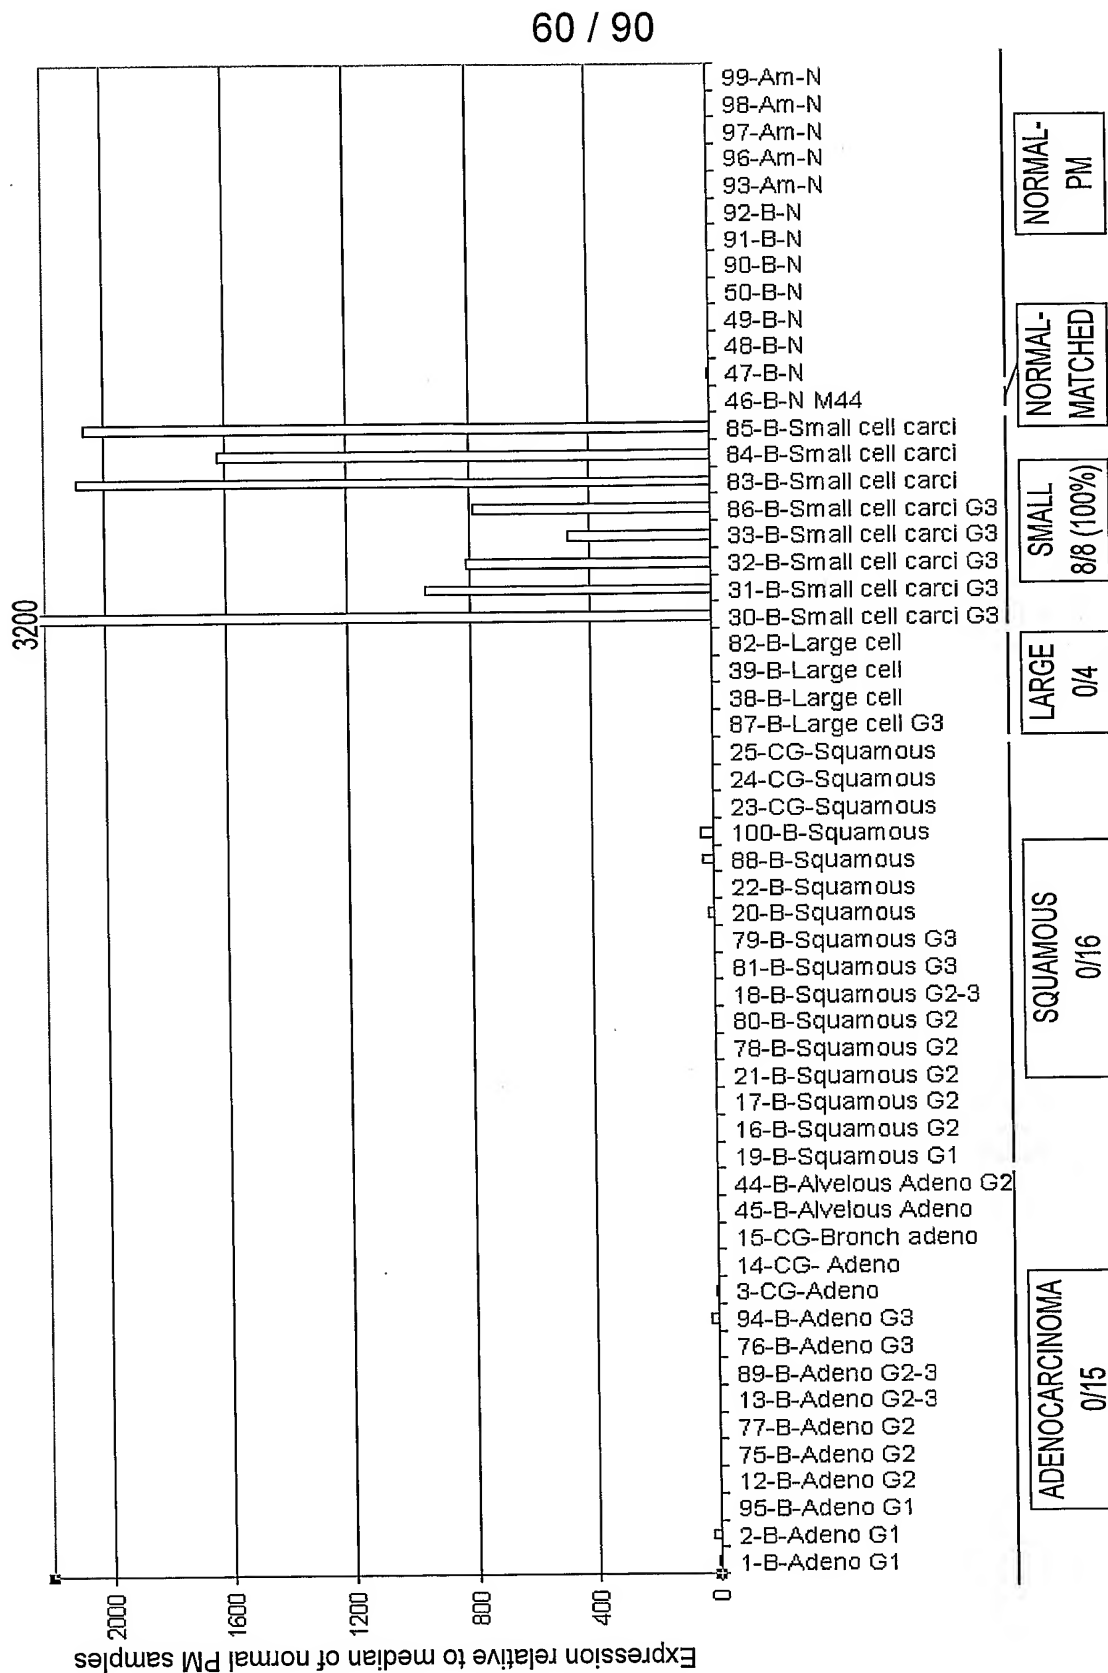 60 / 90
3200
99-Am-N
98-Am-N
97-Am-N
96-Am-N
93-Am-N
92-B-N
91-B-N
90-B-N
50-B-N
49-B-N
48-B-N
47-B-N
46-B-N M44
85-B-Small cell carci
84-B-Small cell carci
83-B-Small cell carci
86-B-Small cell carci G3
33-B-Small cell carci G3
32-B-Small cell carci G3
31-B-Small cell carci G3
30-B-Small cell carci G3
82-B-Large cell
39-B-Large cell
38-B-Large cell
87-B-Large cell G3
25-CG-Squamous
24-CG-Squamous
23-CG-Squamous
100-B-Squamous
88-B-Squamous
22-B-Squamous
20-B-Squamous
79-B-Squamous G3
81-B-Squamous G3
18-B-Squamous G2-3
80-B-Squamous G2
78-B-Squamous G2
21-B-Squamous G2
17-B-Squamous G2
16-B-Squamous G2
19-B-Squamous G1
44-B-Alvelous Adeno G2
45-B-Alvelous Adeno
15-CG-Bronch adeno
14-CG- Adeno
3-CG-Adeno
94-B-Adeno G3
76-B-Adeno G3
89-B-Adeno G2-3
13-B-Adeno G2-3
77-B-Adeno G2
75-B-Adeno G2
12-B-Adeno G2
95-B-Adeno G1
2-B-Adeno G1
1-B-Adeno G1
NORMAL-
PM
NORMAL-
MATCHED
SMALL
8/8 (100%)
LARGE
0/4
SQUAMOUS
0/16
ADENOCARCINOMA
0/15
2000
1600
1200
800
400
0
Expression relative to median of normal PM samples